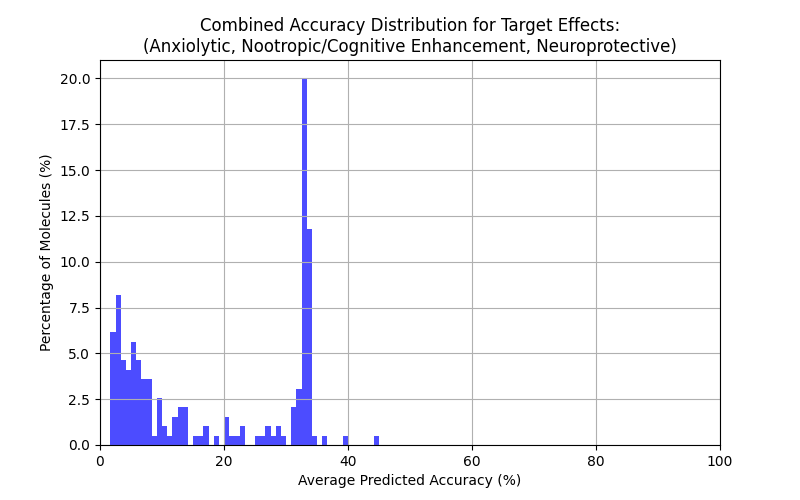 Combined Accuracy Distribution for Target Effects:
(Anxiolytic, Nootropic/Cognitive Enhancement, Neuroprotective)
20.0
17.5
15.0
12.5
10.0
7.5
5.0
2.5
0.0
Percentage of Molecules (%)
0 20 40 60 80 100
Average Predicted Accuracy (%)